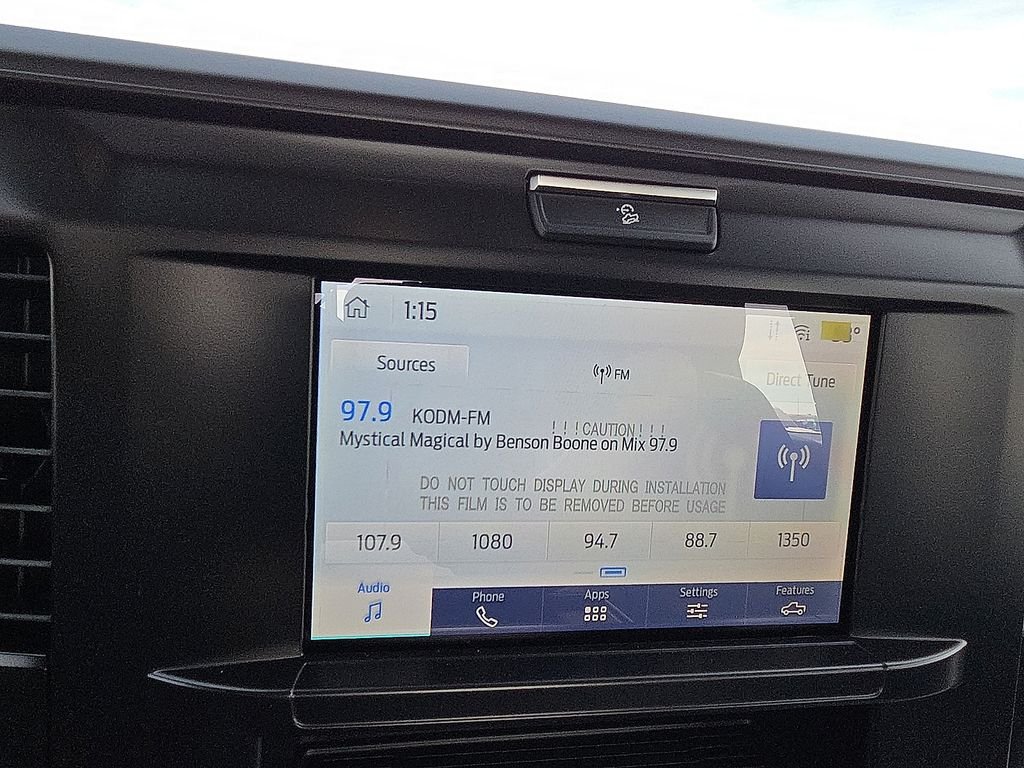 1:15
Sources
FM
Direct Tune
97.9 KODM-FM
! ! ! CAUTION ! ! !
Mystical Magical by Benson Boone on Mix 97.9
DO NOT TOUCH DISPLAY DURING INSTALLATION
THIS FILM IS TO BE REMOVED BEFORE USAGE
107.9 1080 94.7 88.7 1350
Audio Phone Apps Settings Features